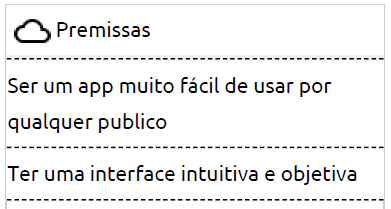 Premissas
Ser um app muito fácil de usar por
qualquer publico
Ter uma interface intuitiva e objetiva